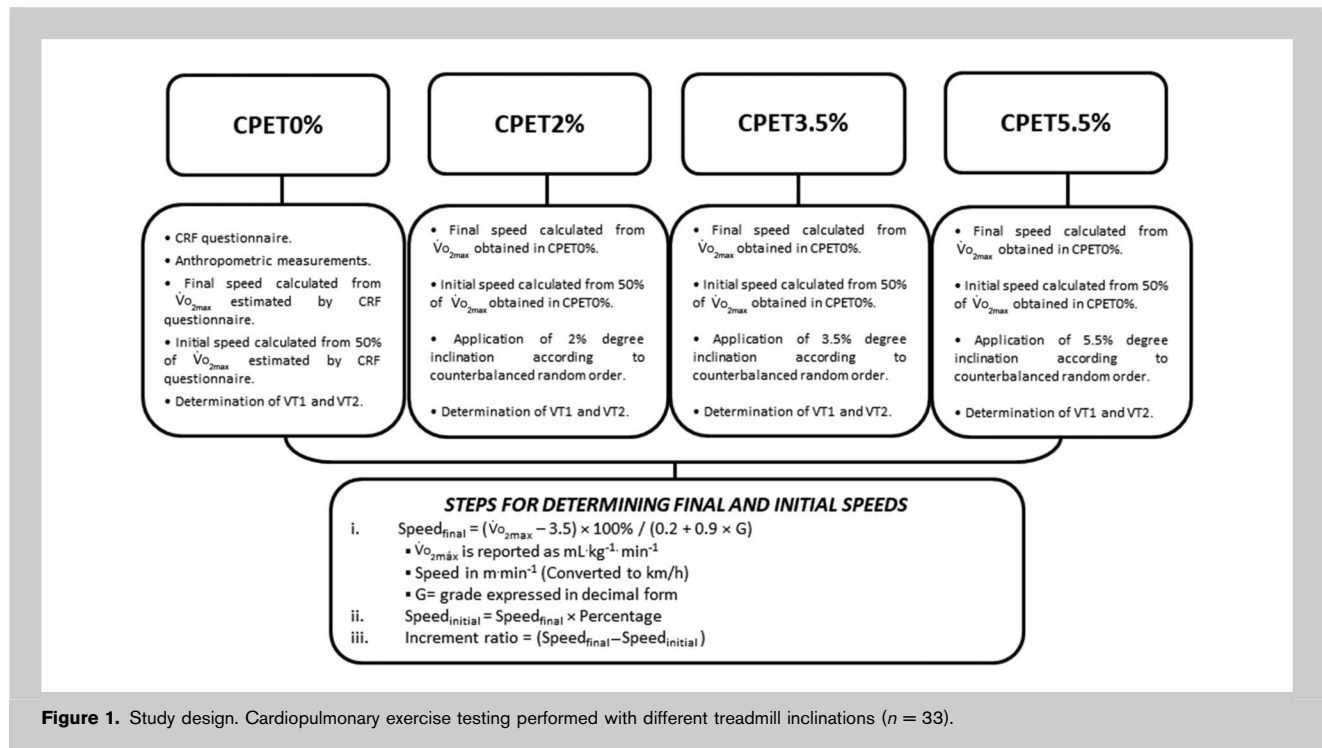 CPET0%
CPET2%
CPET3.5%
CPET5.5%
• CRF questionnaire.
• Anthropometric measurements.
• Final speed calculated from
V̇o₂max estimated by CRF
questionnaire.
• Initial speed calculated from 50%
of V̇o₂max estimated by CRF
questionnaire.
• Determination of VT1 and VT2.
• Final speed calculated from
V̇o₂max obtained in CPET0%.
• Initial speed calculated from 50%
of V̇o₂max obtained in CPET0%.
• Application of 2% degree
inclination according to
counterbalanced random order.
• Determination of VT1 and VT2.
• Final speed calculated from
V̇o₂max obtained in CPET0%.
• Initial speed calculated from 50%
of V̇o₂max obtained in CPET0%.
• Application of 3.5% degree
inclination according to
counterbalanced random order.
• Determination of VT1 and VT2.
• Final speed calculated from
V̇o₂max obtained in CPET0%.
• Initial speed calculated from 50%
of V̇o₂max obtained in CPET0%.
• Application of 5.5% degree
inclination according to
counterbalanced random order.
• Determination of VT1 and VT2.
STEPS FOR DETERMINING FINAL AND INITIAL SPEEDS
i. Speedfinal = (V̇o₂max – 3.5) × 100% / (0.2 + 0.9 × G)
▪ V̇o₂máx is reported as mL·kg⁻¹·min⁻¹
▪ Speed in m·min⁻¹ (Converted to km/h)
▪ G= grade expressed in decimal form
ii. Speedinitial = Speedfinal × Percentage
iii. Increment ratio = (Speedfinal–Speedinitial)
Figure 1. Study design. Cardiopulmonary exercise testing performed with different treadmill inclinations (n = 33).